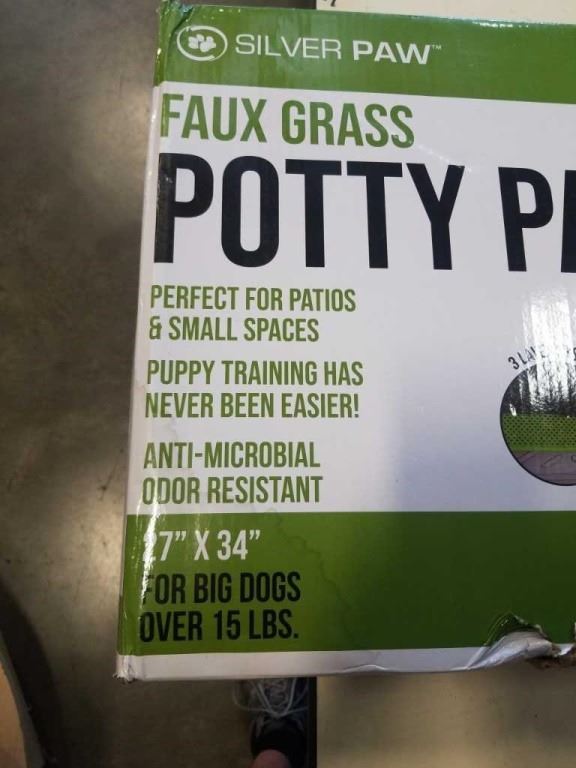 SILVER PAW™
FAUX GRASS
POTTY
PERFECT FOR PATIOS
& SMALL SPACES
PUPPY TRAINING HAS
NEVER BEEN EASIER!
ANTI-MICROBIAL
ODOR RESISTANT
27” X 34”
FOR BIG DOGS
OVER 15 LBS.